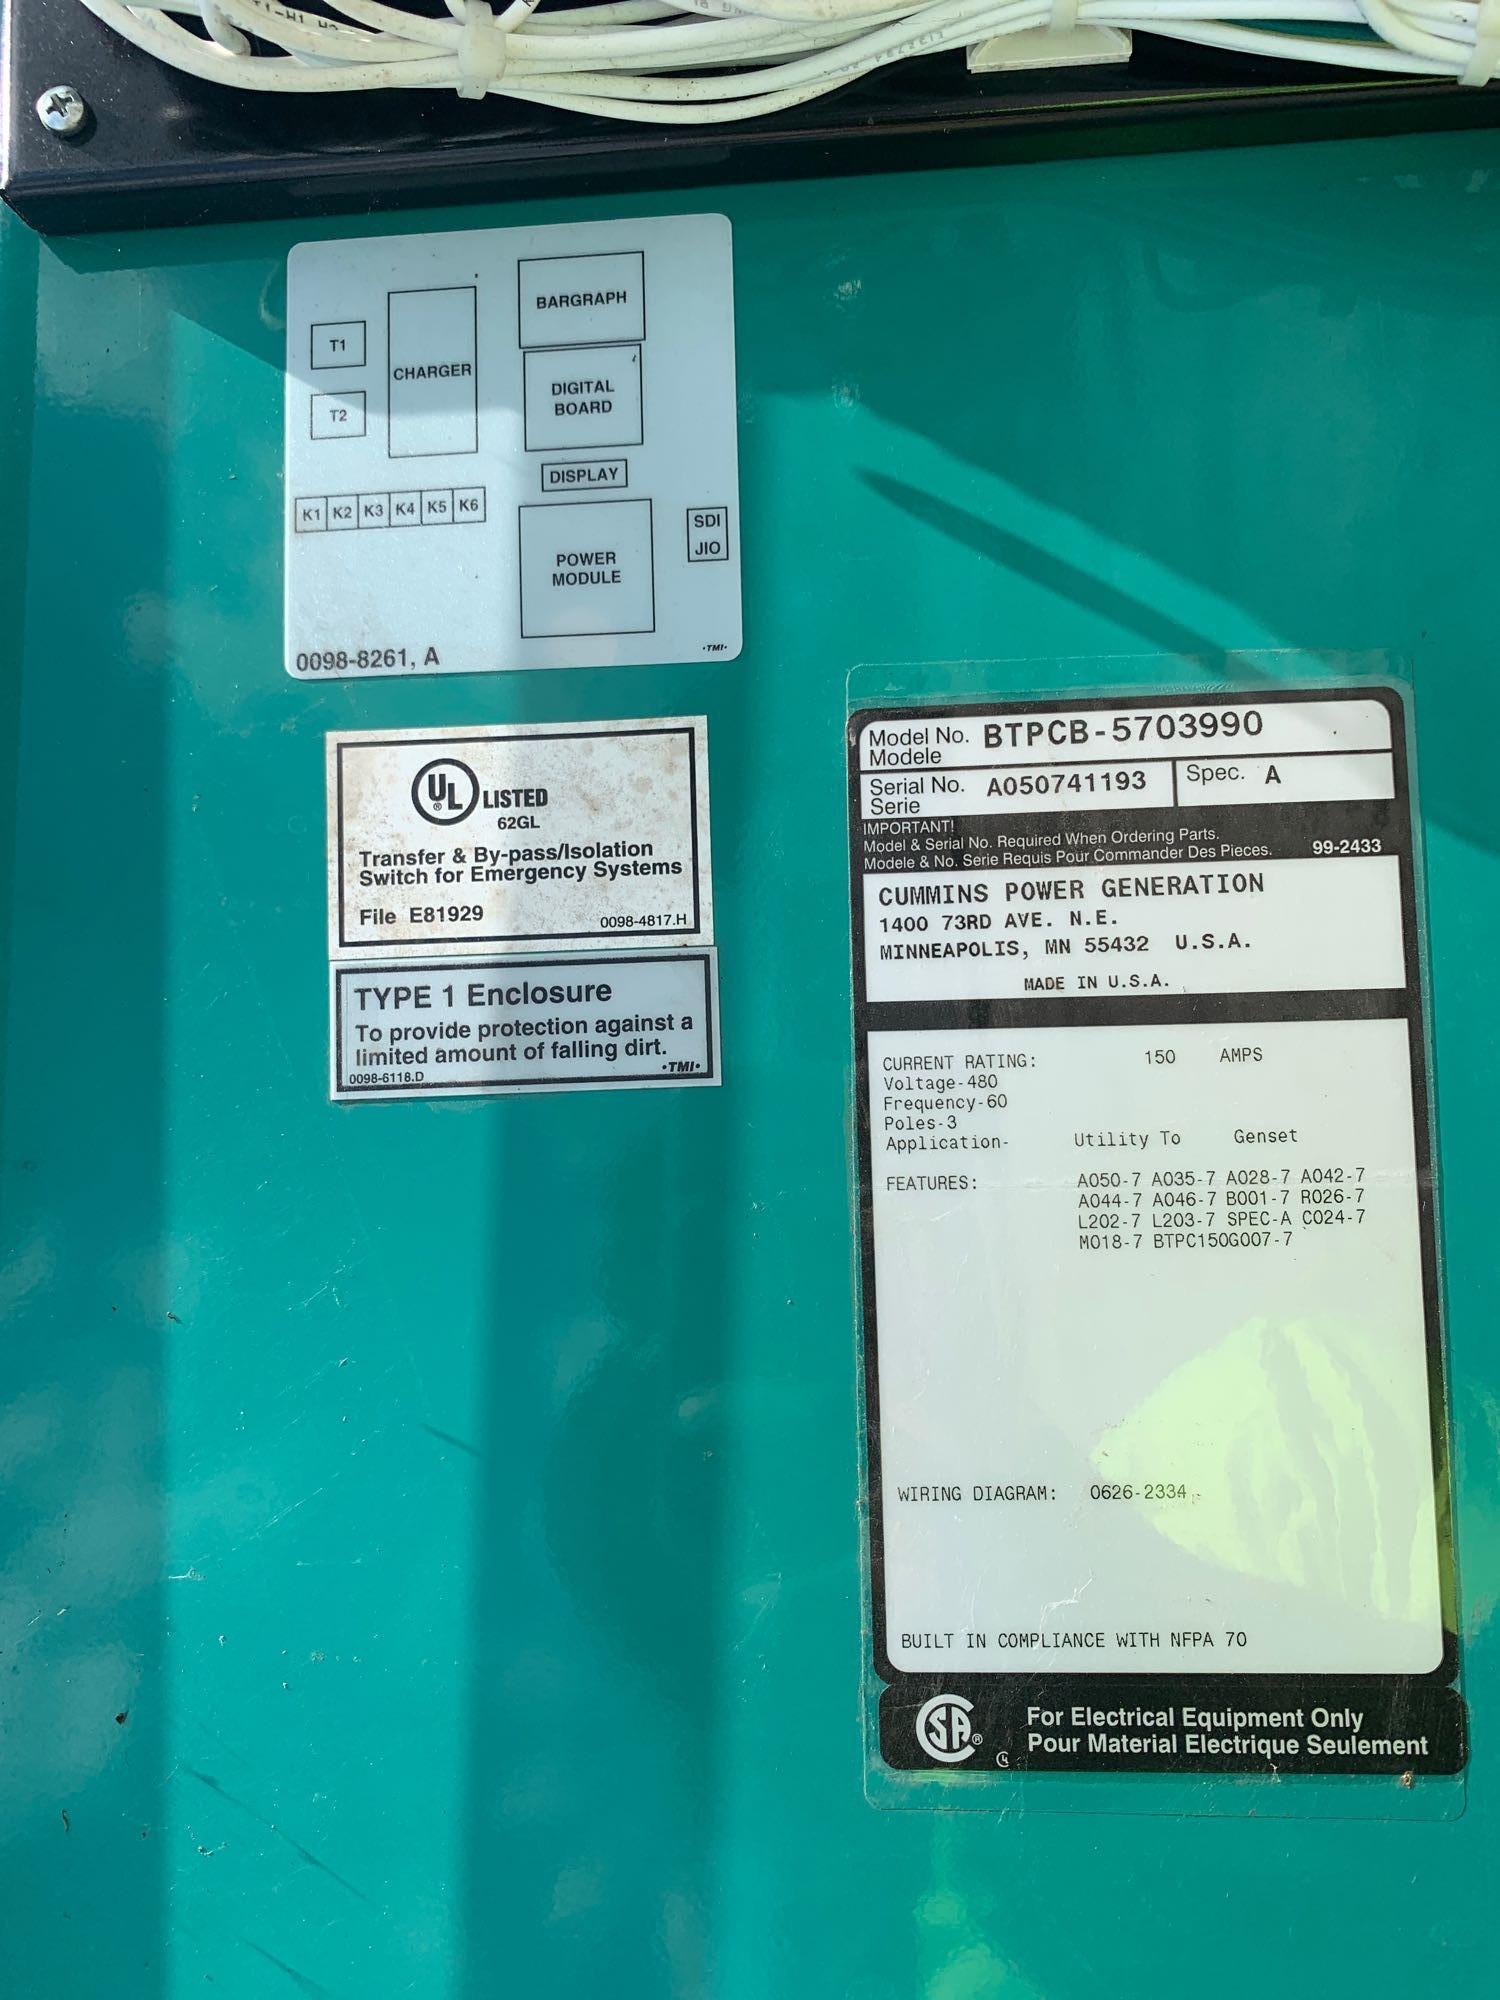 BARGRAPH
T1
CHARGER
T2
DIGITAL
BOARD
DISPLAY
K1 K2 K3 K4 K5 K6
SDI
JIO
POWER
MODULE
0098-8261, A
·TMI·
UL® LISTED
62GL
Transfer & By-pass/Isolation
Switch for Emergency Systems
File E81929
0098-4817.H
TYPE 1 Enclosure
To provide protection against a
limited amount of falling dirt.
0098-6118.D
·TMI·
Model No. BTPCB-5703990
Modele
Serial No. A050741193
Serie
Spec. A
IMPORTANT!
Model & Serial No. Required When Ordering Parts.
Modele & No. Serie Requis Pour Commander Des Pieces. 99-2433
CUMMINS POWER GENERATION
1400 73RD AVE. N.E.
MINNEAPOLIS, MN 55432 U.S.A.
MADE IN U.S.A.
CURRENT RATING: 150 AMPS
Voltage-480
Frequency-60
Poles-3
Application- Utility To Genset
FEATURES: A050-7 A035-7 A028-7 A042-7
A044-7 A046-7 B001-7 R026-7
L202-7 L203-7 SPEC-A C024-7
M018-7 BTPC150G007-7
WIRING DIAGRAM: 0626-2334
BUILT IN COMPLIANCE WITH NFPA 70
SA®
For Electrical Equipment Only
Pour Material Electrique Seulement